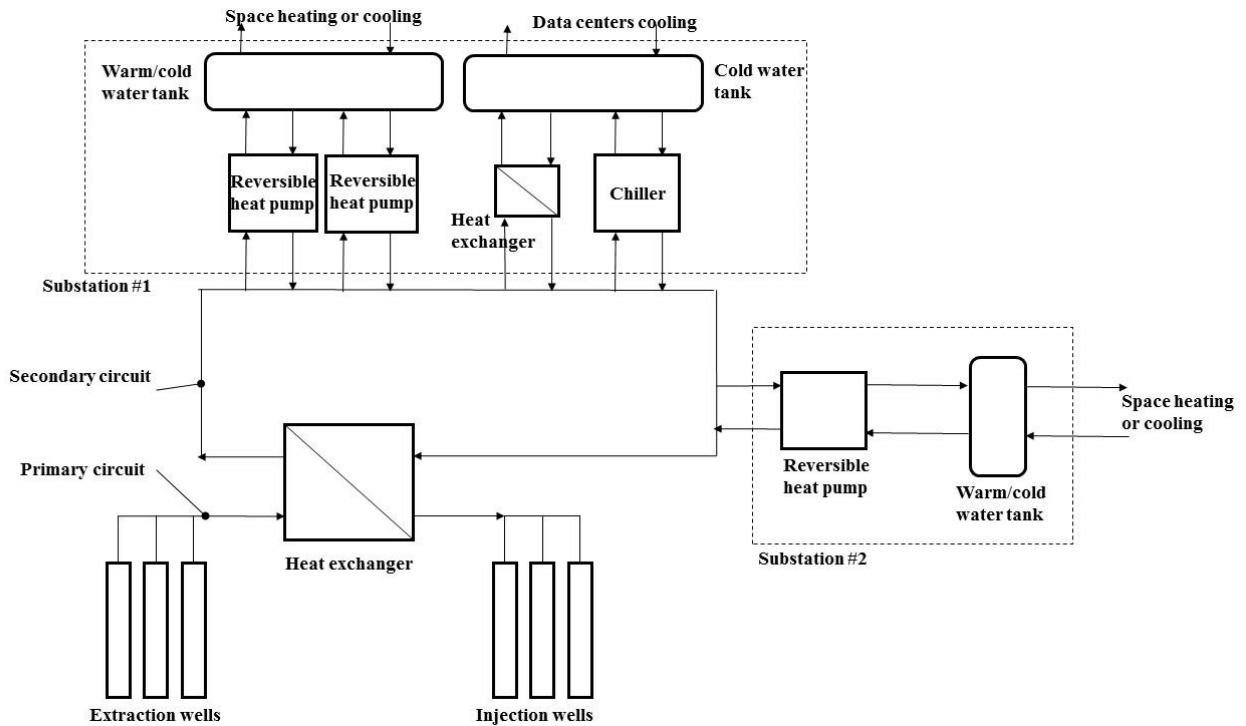 Space heating or cooling
Data centers cooling
Warm/cold
water tank
Cold water
tank
Reversible
heat pump
Reversible
heat pump
Heat
exchanger
Chiller
Substation #1
Secondary circuit
Primary circuit
Heat exchanger
Reversible
heat pump
Warm/cold
water tank
Space heating
or cooling
Substation #2
Extraction wells
Injection wells